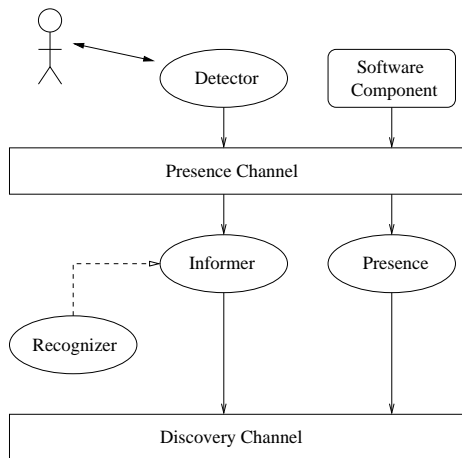 Detector
Software
Component
Presence Channel
Informer
Presence
Recognizer
Discovery Channel